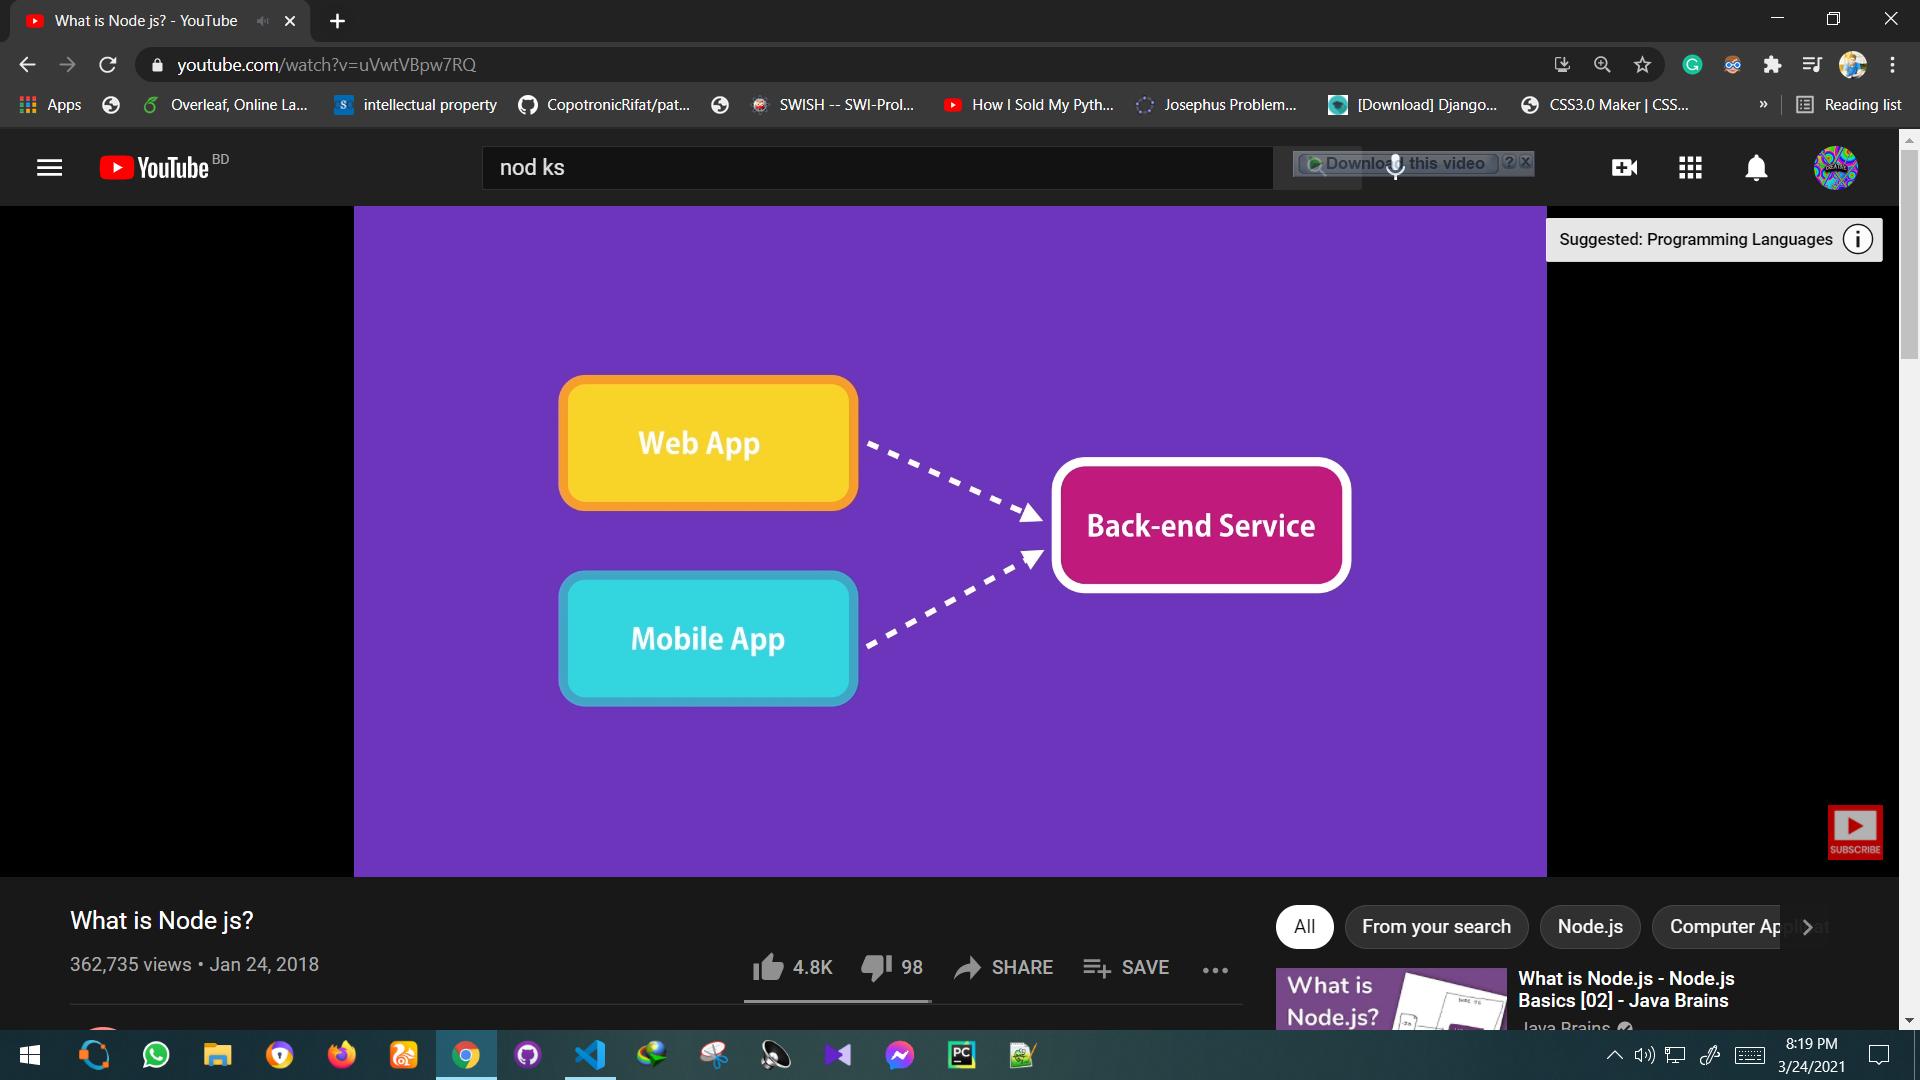 What is Node js? - YouTube
youtube.com/watch?v=uVwtVBpw7RQ
Apps Overleaf, Online La... intellectual property CopotronicRifat/pat... SWISH -- SWI-Prol... How I Sold My Pyth... Josephus Problem... [Download] Django... CSS3.0 Maker | CSS... » Reading list
YouTube BD
nod ks
Download this video
Suggested: Programming Languages
Web App
Back-end Service
Mobile App
SUBSCRIBE
What is Node js?
362,735 views • Jan 24, 2018
4.8K 98 SHARE SAVE
All From your search Node.js Computer Ap
What is
Node.js?
What is Node.js - Node.js
Basics [02] - Java Brains
Java Brains
8:19 PM
3/24/2021